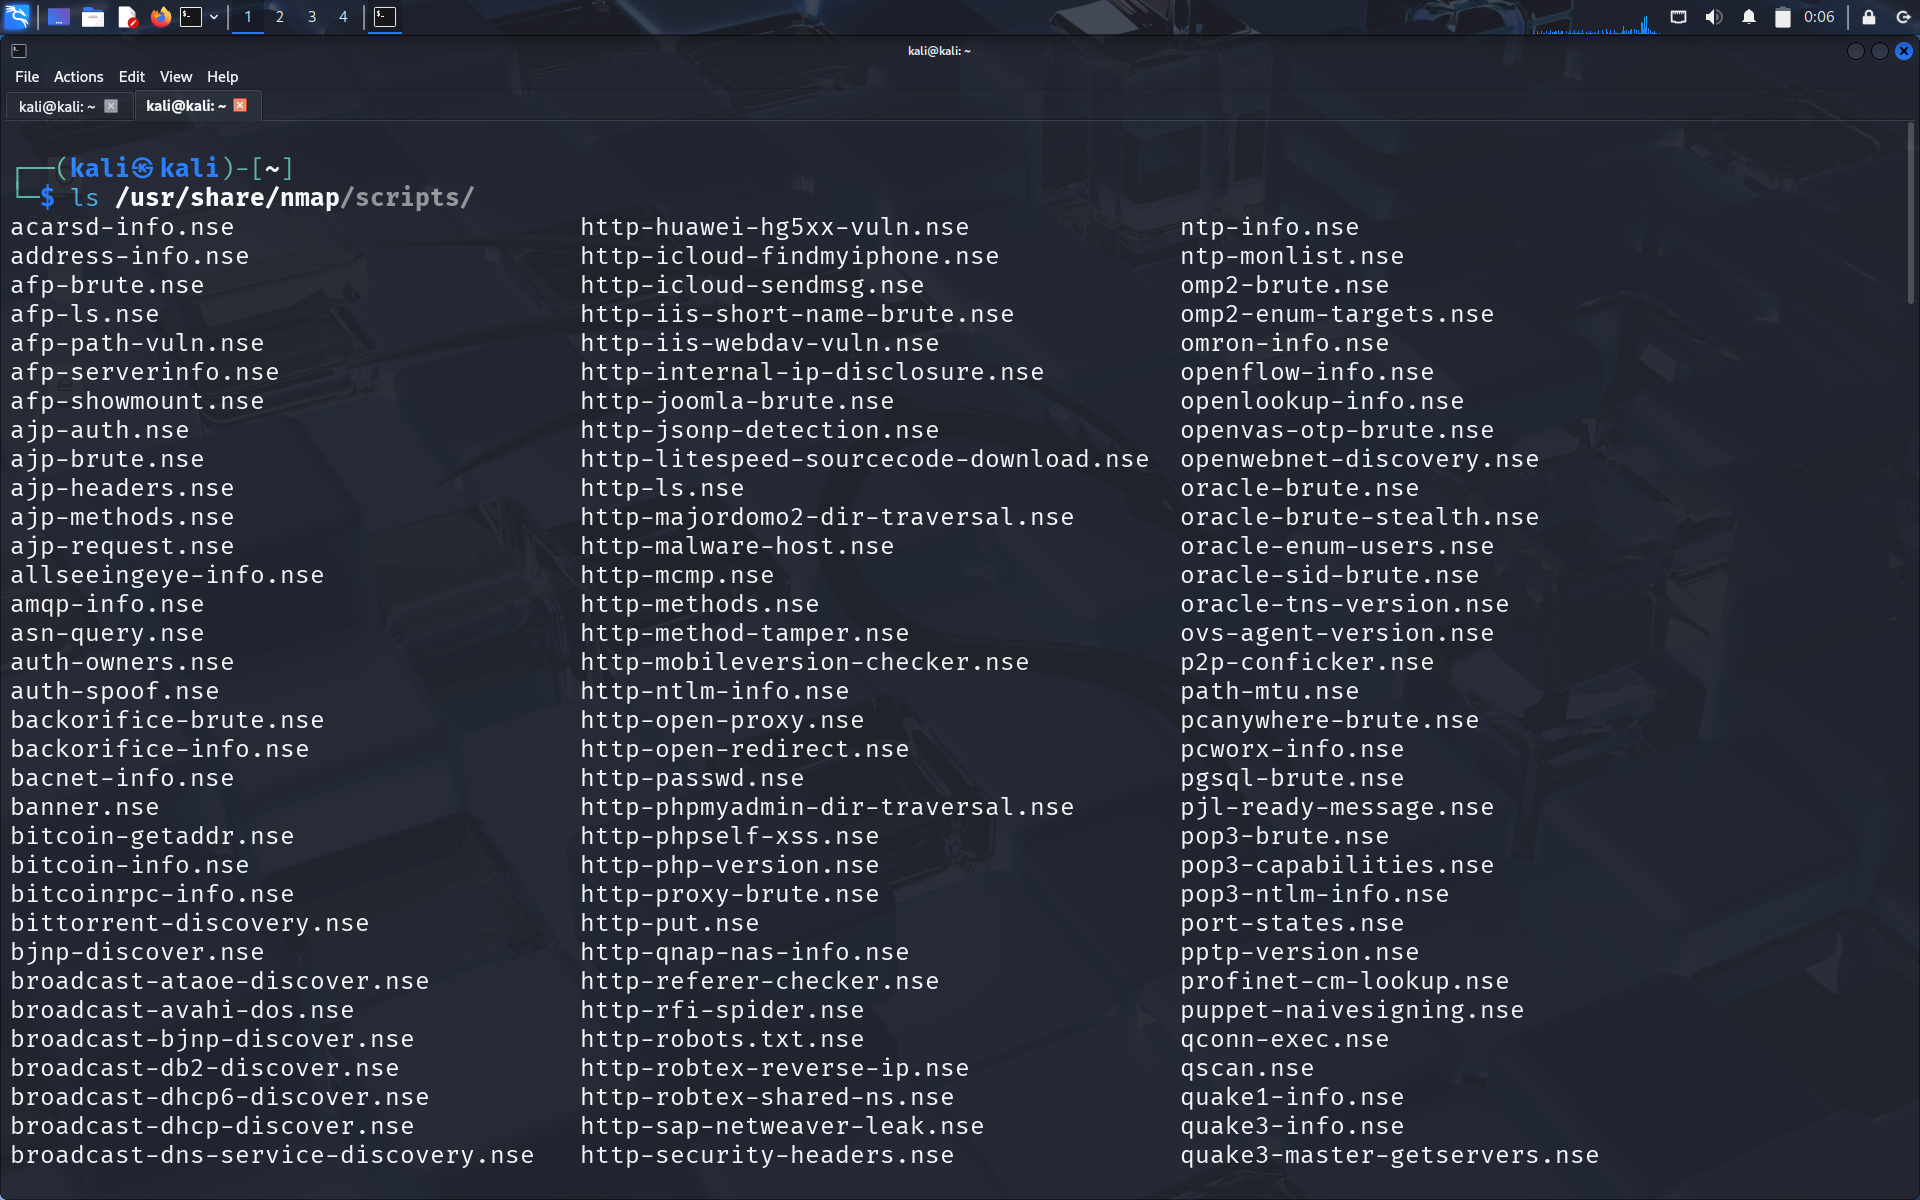 1 2 3 4 0:06
kali@kali: ~
File Actions Edit View Help
kali@kali: ~ kali@kali: ~
(kali㉿kali)-[~]
$ ls /usr/share/nmap/scripts/
acarsd-info.nse http-huawei-hg5xx-vuln.nse ntp-info.nse
address-info.nse http-icloud-findmyiphone.nse ntp-monlist.nse
afp-brute.nse http-icloud-sendmsg.nse omp2-brute.nse
afp-ls.nse http-iis-short-name-brute.nse omp2-enum-targets.nse
afp-path-vuln.nse http-iis-webdav-vuln.nse omron-info.nse
afp-serverinfo.nse http-internal-ip-disclosure.nse openflow-info.nse
afp-showmount.nse http-joomla-brute.nse openlookup-info.nse
ajp-auth.nse http-jsonp-detection.nse openvas-otp-brute.nse
ajp-brute.nse http-litespeed-sourcecode-download.nse openwebnet-discovery.nse
ajp-headers.nse http-ls.nse oracle-brute.nse
ajp-methods.nse http-majordomo2-dir-traversal.nse oracle-brute-stealth.nse
ajp-request.nse http-malware-host.nse oracle-enum-users.nse
allseeingeye-info.nse http-mcmp.nse oracle-sid-brute.nse
amqp-info.nse http-methods.nse oracle-tns-version.nse
asn-query.nse http-method-tamper.nse ovs-agent-version.nse
auth-owners.nse http-mobileversion-checker.nse p2p-conficker.nse
auth-spoof.nse http-ntlm-info.nse path-mtu.nse
backorifice-brute.nse http-open-proxy.nse pcanywhere-brute.nse
backorifice-info.nse http-open-redirect.nse pcworx-info.nse
bacnet-info.nse http-passwd.nse pgsql-brute.nse
banner.nse http-phpmyadmin-dir-traversal.nse pjl-ready-message.nse
bitcoin-getaddr.nse http-phpself-xss.nse pop3-brute.nse
bitcoin-info.nse http-php-version.nse pop3-capabilities.nse
bitcoinrpc-info.nse http-proxy-brute.nse pop3-ntlm-info.nse
bittorrent-discovery.nse http-put.nse port-states.nse
bjnp-discover.nse http-qnap-nas-info.nse pptp-version.nse
broadcast-ataoe-discover.nse http-referer-checker.nse profinet-cm-lookup.nse
broadcast-avahi-dos.nse http-rfi-spider.nse puppet-naivesigning.nse
broadcast-bjnp-discover.nse http-robots.txt.nse qconn-exec.nse
broadcast-db2-discover.nse http-robtex-reverse-ip.nse qscan.nse
broadcast-dhcp6-discover.nse http-robtex-shared-ns.nse quake1-info.nse
broadcast-dhcp-discover.nse http-sap-netweaver-leak.nse quake3-info.nse
broadcast-dns-service-discovery.nse http-security-headers.nse quake3-master-getservers.nse